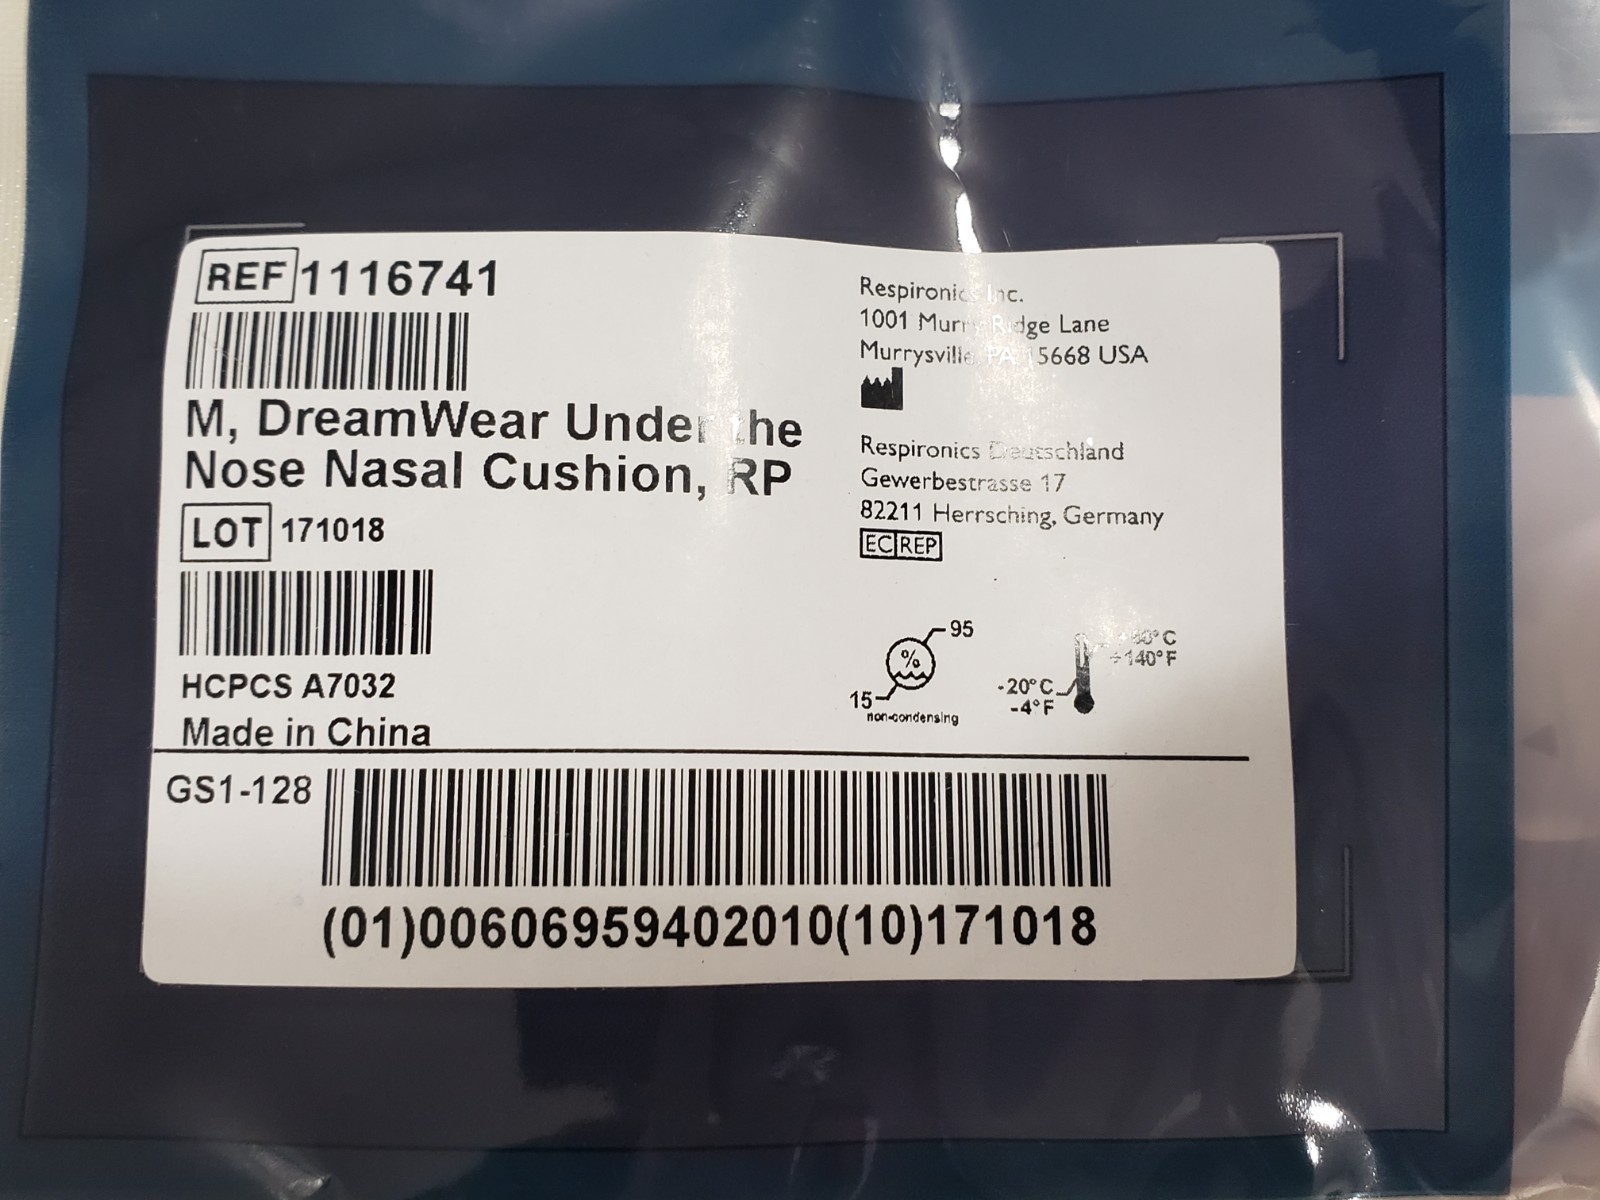 REF 1116741
M, DreamWear Under the
Nose Nasal Cushion, RP
LOT 171018
HCPCS A7032
Made in China
Respironics Inc.
1001 Murry Ridge Lane
Murrysville, PA 15668 USA
Respironics Deutschland
Gewerbestrasse 17
82211 Herrsching, Germany
EC REP
95
%
15
non-condensing
+60°C
+140°F
-20°C
-4°F
GS1-128
(01)00606959402010(10)171018